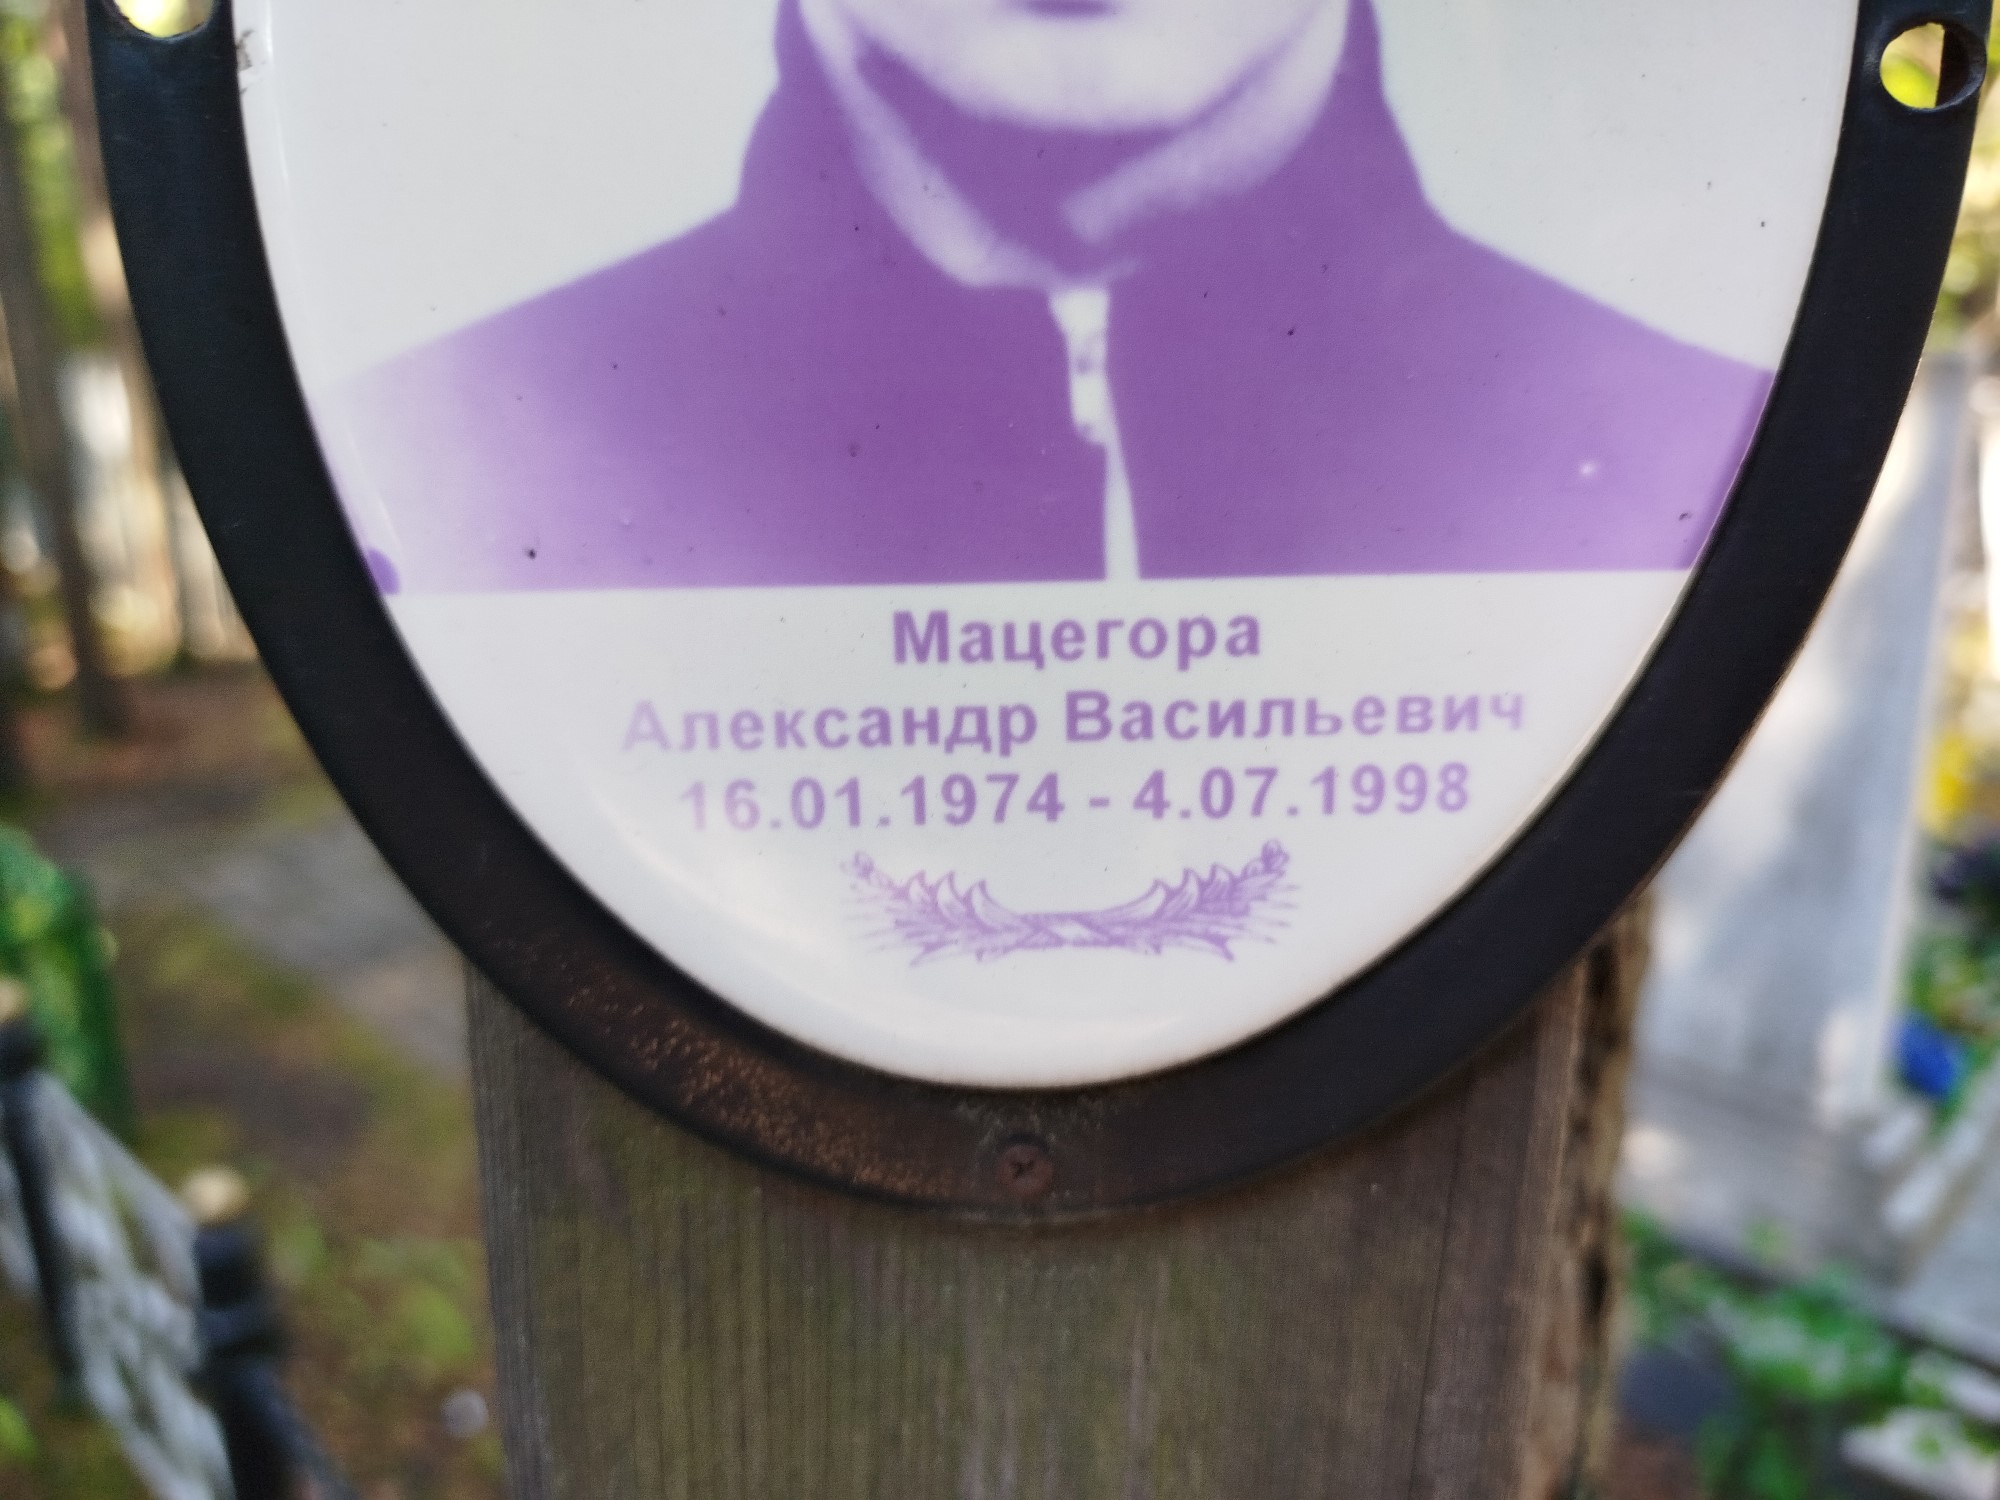 Мацегора
Александр Васильевич
16.01.1974 - 4.07.1998